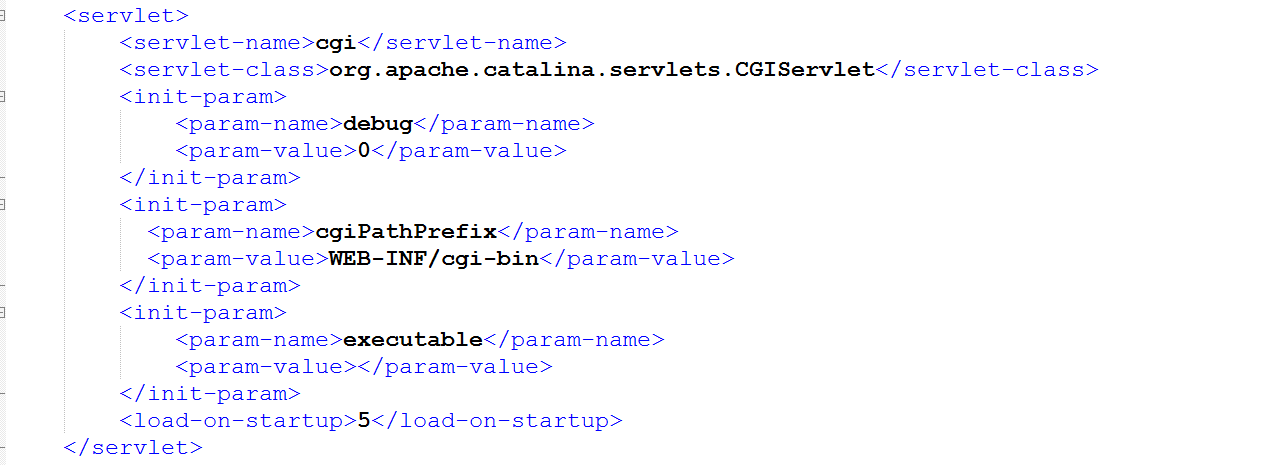 <servlet>
<servlet-name>cgi</servlet-name>
<servlet-class>org.apache.catalina.servlets.CGIServlet</servlet-class>
<init-param>
<param-name>debug</param-name>
<param-value>0</param-value>
</init-param>
<init-param>
<param-name>cgiPathPrefix</param-name>
<param-value>WEB-INF/cgi-bin</param-value>
</init-param>
<init-param>
<param-name>executable</param-name>
<param-value></param-value>
</init-param>
<load-on-startup>5</load-on-startup>
</servlet>